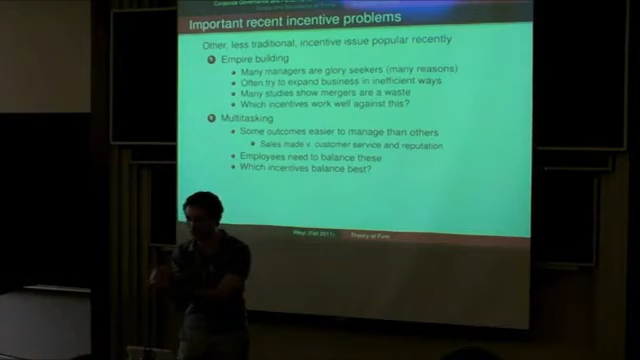 Corporate Governance and
Important recent incentive problems
Other, less traditional, incentive issue popular recently
Empire building
Many managers are glory seekers (many reasons)
Often try to expand business in inefficient ways
Many studies show mergers are a waste
Which incentives work well against this?
Multitasking
Some outcomes easier to manage than others
Sales made v. customer service and reputation
Employees need to balance these
Which incentives balance best?
(Fall 2011) Theory of Firm